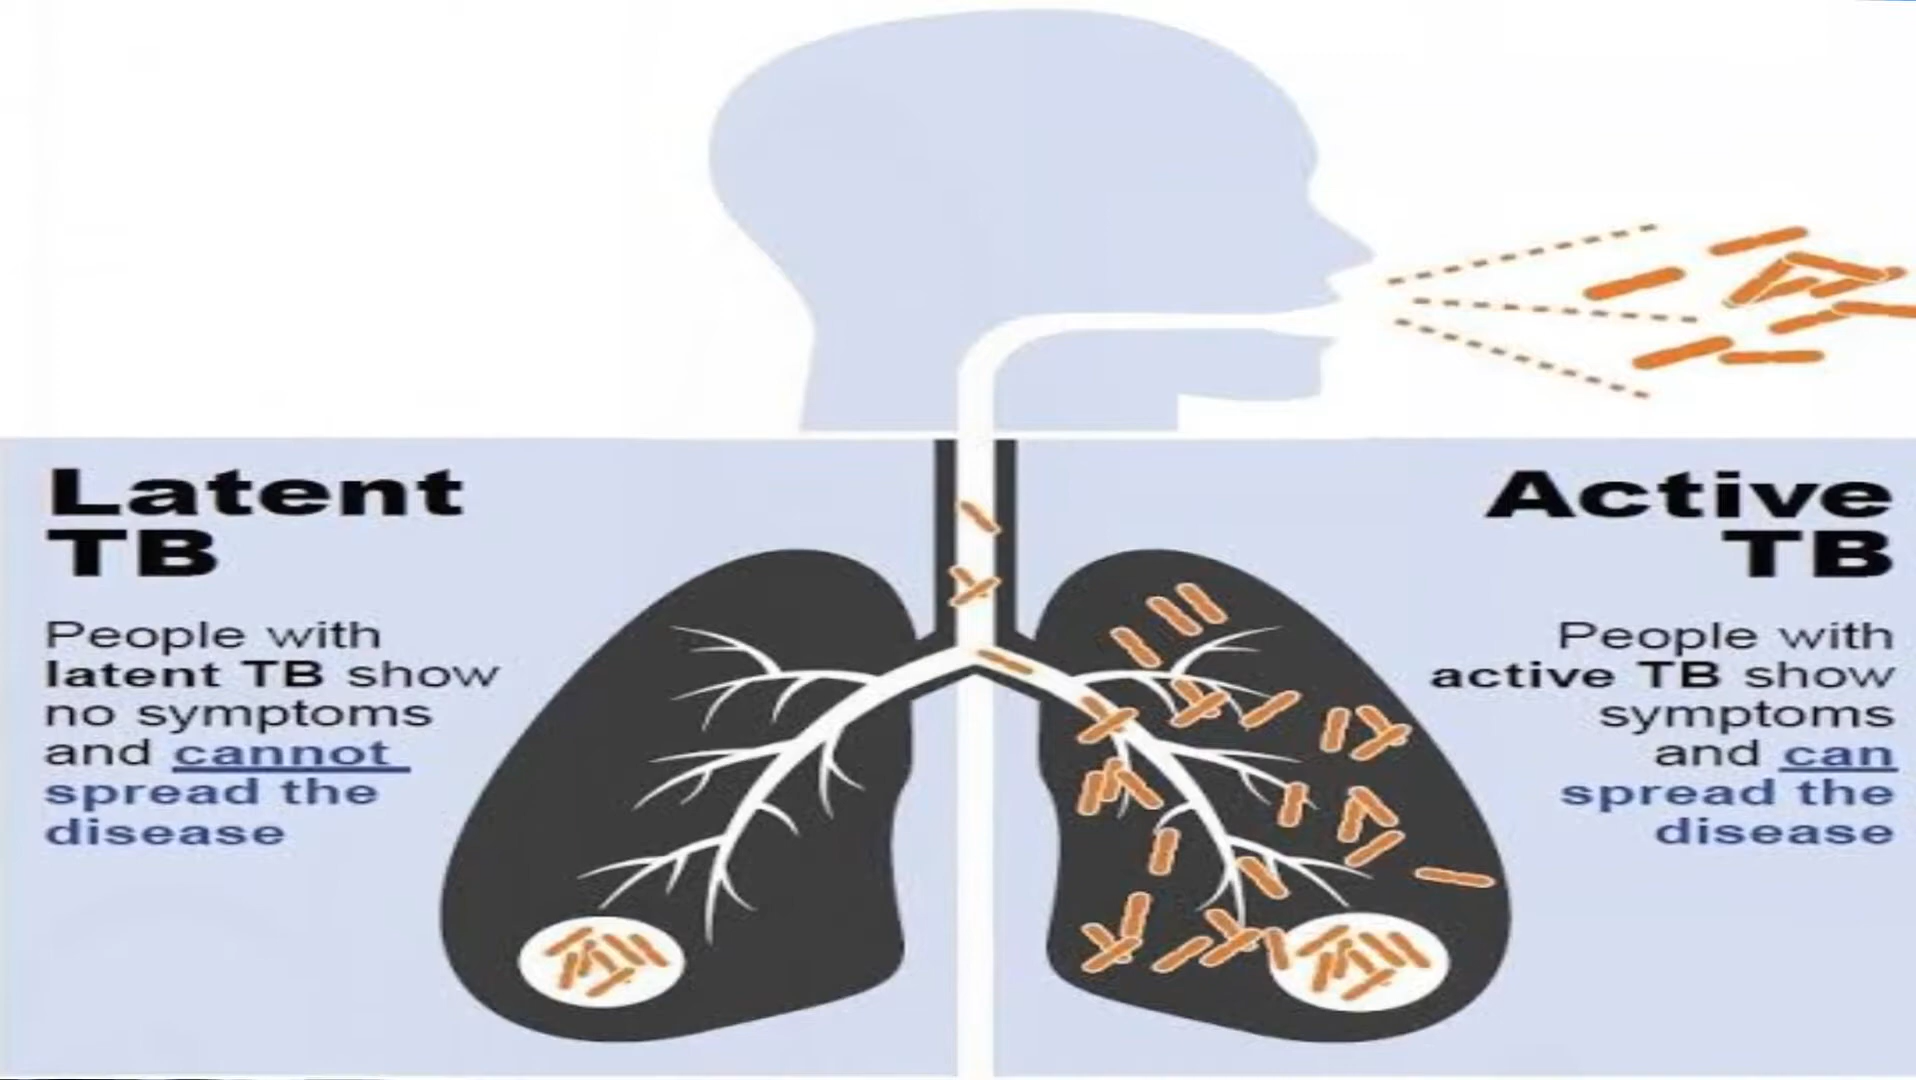 Latent
TB
People with
latent TB show
no symptoms
and cannot
spread the
disease
Active
TB
People with
active TB show
symptoms
and can
spread the
disease